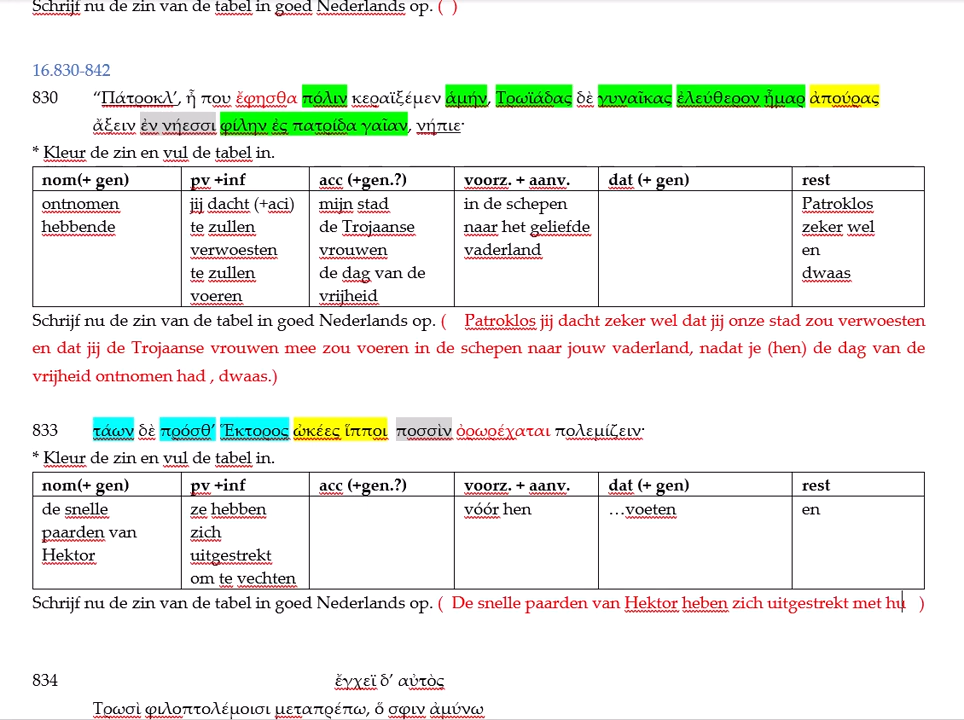 Schrijf nu de zin van de tabel in goed Nederlands op. ( )
16.830-842
830 “Πάτροκλ’, ἦ που ἔφησθα πόλιν κεραϊξέμεν ἁμήν, Τρωϊάδας δὲ γυναῖκας ἐλεύθερον ἦμαρ ἀπούρας
ἄξειν ἐν νήεσσι φίλην ἐς πατρίδα γαῖαν, νήπιε·
* Kleur de zin en vul de tabel in.
nom(+ gen) pv +inf acc (+gen.?) voorz. + aanv. dat (+ gen) rest
ontnomen jij dacht (+aci) mijn stad in de schepen Patroklos
hebbende te zullen de Trojaanse naar het geliefde zeker wel
verwoesten vrouwen vaderland en
te zullen de dag van de dwaas
voeren vrijheid
Schrijf nu de zin van de tabel in goed Nederlands op. ( Patroklos jij dacht zeker wel dat jij onze stad zou verwoesten
en dat jij de Trojaanse vrouwen mee zou voeren in de schepen naar jouw vaderland, nadat je (hen) de dag van de
vrijheid ontnomen had , dwaas.)
833 τάων δὲ πρόσθ’ Ἕκτορος ὠκέες ἵπποι ποσσὶν ὀρωρέχαται πολεμίζειν·
* Kleur de zin en vul de tabel in.
nom(+ gen) pv +inf acc (+gen.?) voorz. + aanv. dat (+ gen) rest
de snelle ze hebben vóór hen …voeten en
paarden van zich
Hektor uitgestrekt
om te vechten
Schrijf nu de zin van de tabel in goed Nederlands op. ( De snelle paarden van Hektor heben zich uitgestrekt met hu )
834 ἔγχεϊ δ’ αὐτὸς
Τρωσὶ φιλοπτολέμοισι μεταπρέπω, ὅ σφιν ἀμύνω